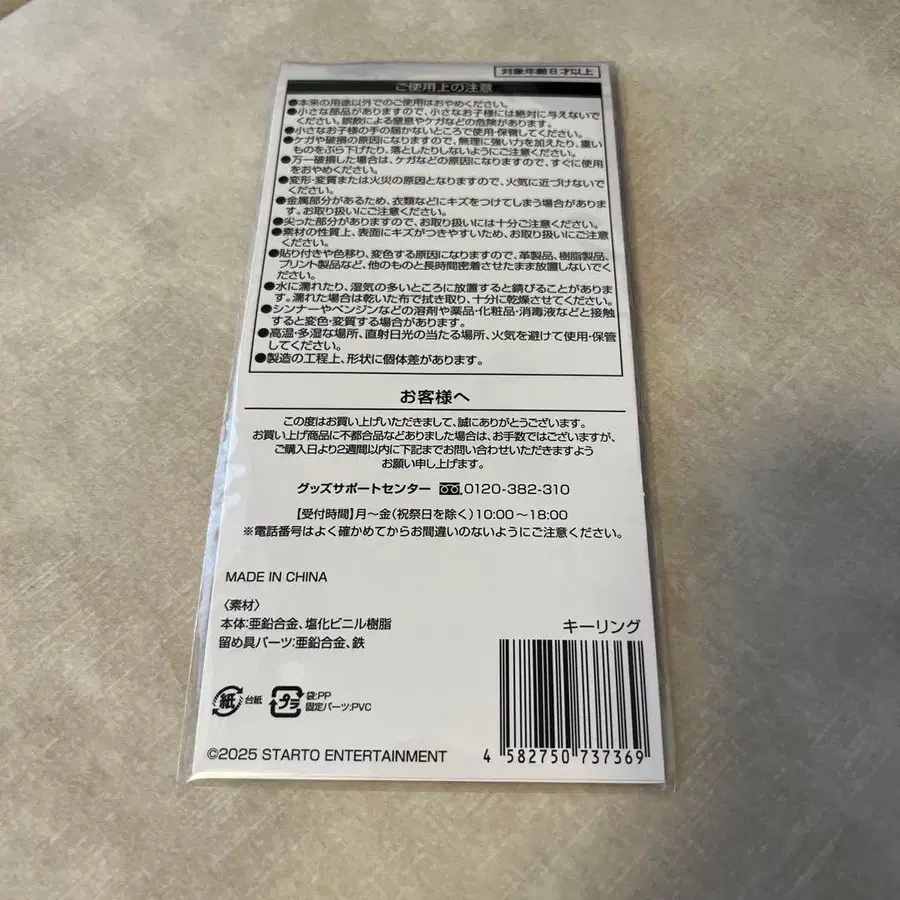 対象年齢8才以上
ご使用上の注意
●本来の用途以外でのご使用はおやめください。
●小さな部品がありますので、小さなお子様には絶対に与えないで
ください。誤飲による窒息やケガなどの危険があります。
●小さなお子様の手の届かないところで使用・保管してください。
●ケガや破損の原因になりますので、無理に強い力を加えたり、重い
ものをぶら下げたり、落としたりしないようにご注意ください。
●万一破損した場合は、ケガなどの原因になりますので、すぐに使用
をおやめください。
●変形・変質または火災の原因となりますので、火気に近づけないで
ください。
●金属部分があるため、衣類などにキズをつけてしまう場合がありま
す。お取り扱いにご注意ください。
●尖った部分がありますので、お取り扱いには十分ご注意ください。
●素材の性質上、表面にキズがつきやすいため、お取り扱いにご注意
ください。
●貼り付きや色移り、変色する原因になりますので、革製品、樹脂製品、
プリント製品など、他のものと長時間密着させたまま放置しないでく
ださい。
●水に濡れたり、湿気の多いところに放置すると錆びることがありま
す。濡れた場合は乾いた布で拭き取り、十分に乾燥させてください。
●シンナーやベンジンなどの溶剤や薬品・化粧品・消毒液などと接触
すると変色・変質する場合があります。
●高温・多湿な場所、直射日光の当たる場所、火気を避けて使用・保管
してください。
●製造の工程上、形状に個体差があります。
お客様へ
この度はお買い上げいただきまして、誠にありがとうございます。
お買い上げ商品に不都合品などありました場合は、お手数ではございますが、
ご購入日より2週間以内に下記までお問い合わせいただきますよう
お願い申し上げます。
グッズサポートセンター 0120-382-310
【受付時間】月～金(祝祭日を除く)10:00～18:00
※電話番号はよく確かめてからお間違いのないようにご注意ください。
MADE IN CHINA
〈素材〉
本体:亜鉛合金、塩化ビニル樹脂
留め具パーツ:亜鉛合金、鉄
キーリング
紙 台紙 プラ 袋:PP
固定パーツ:PVC
©2025 STARTO ENTERTAINMENT
4 582750 737369